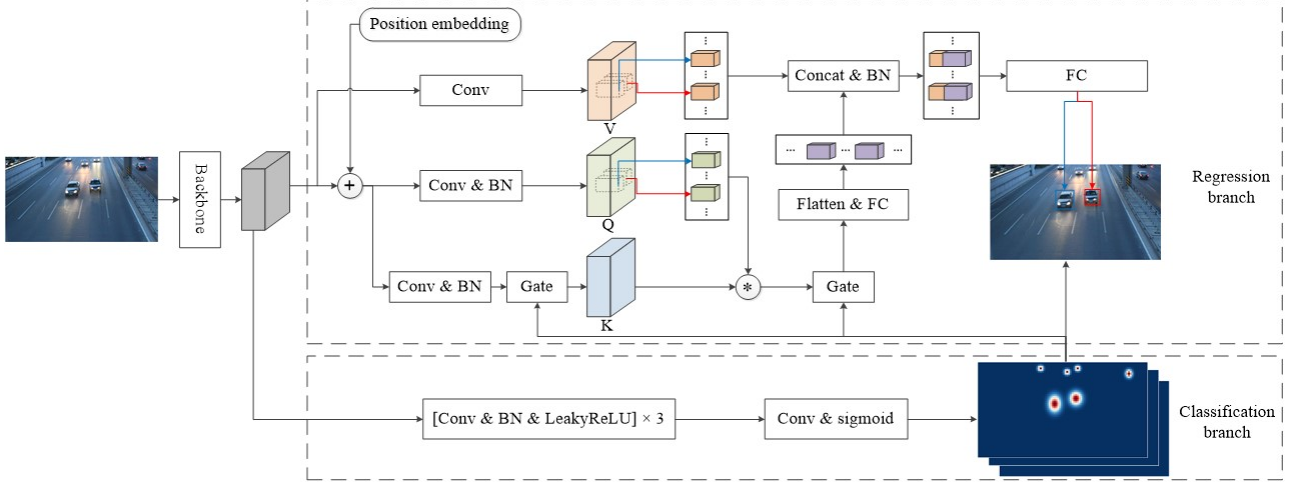 Position embedding
Conv
V
Concat & BN
FC
Backbone
+
Conv & BN
Q
Flatten & FC
Regression
branch
Conv & BN
Gate
K
*
Gate
[Conv & BN & LeakyReLU] × 3
Conv & sigmoid
Classification
branch